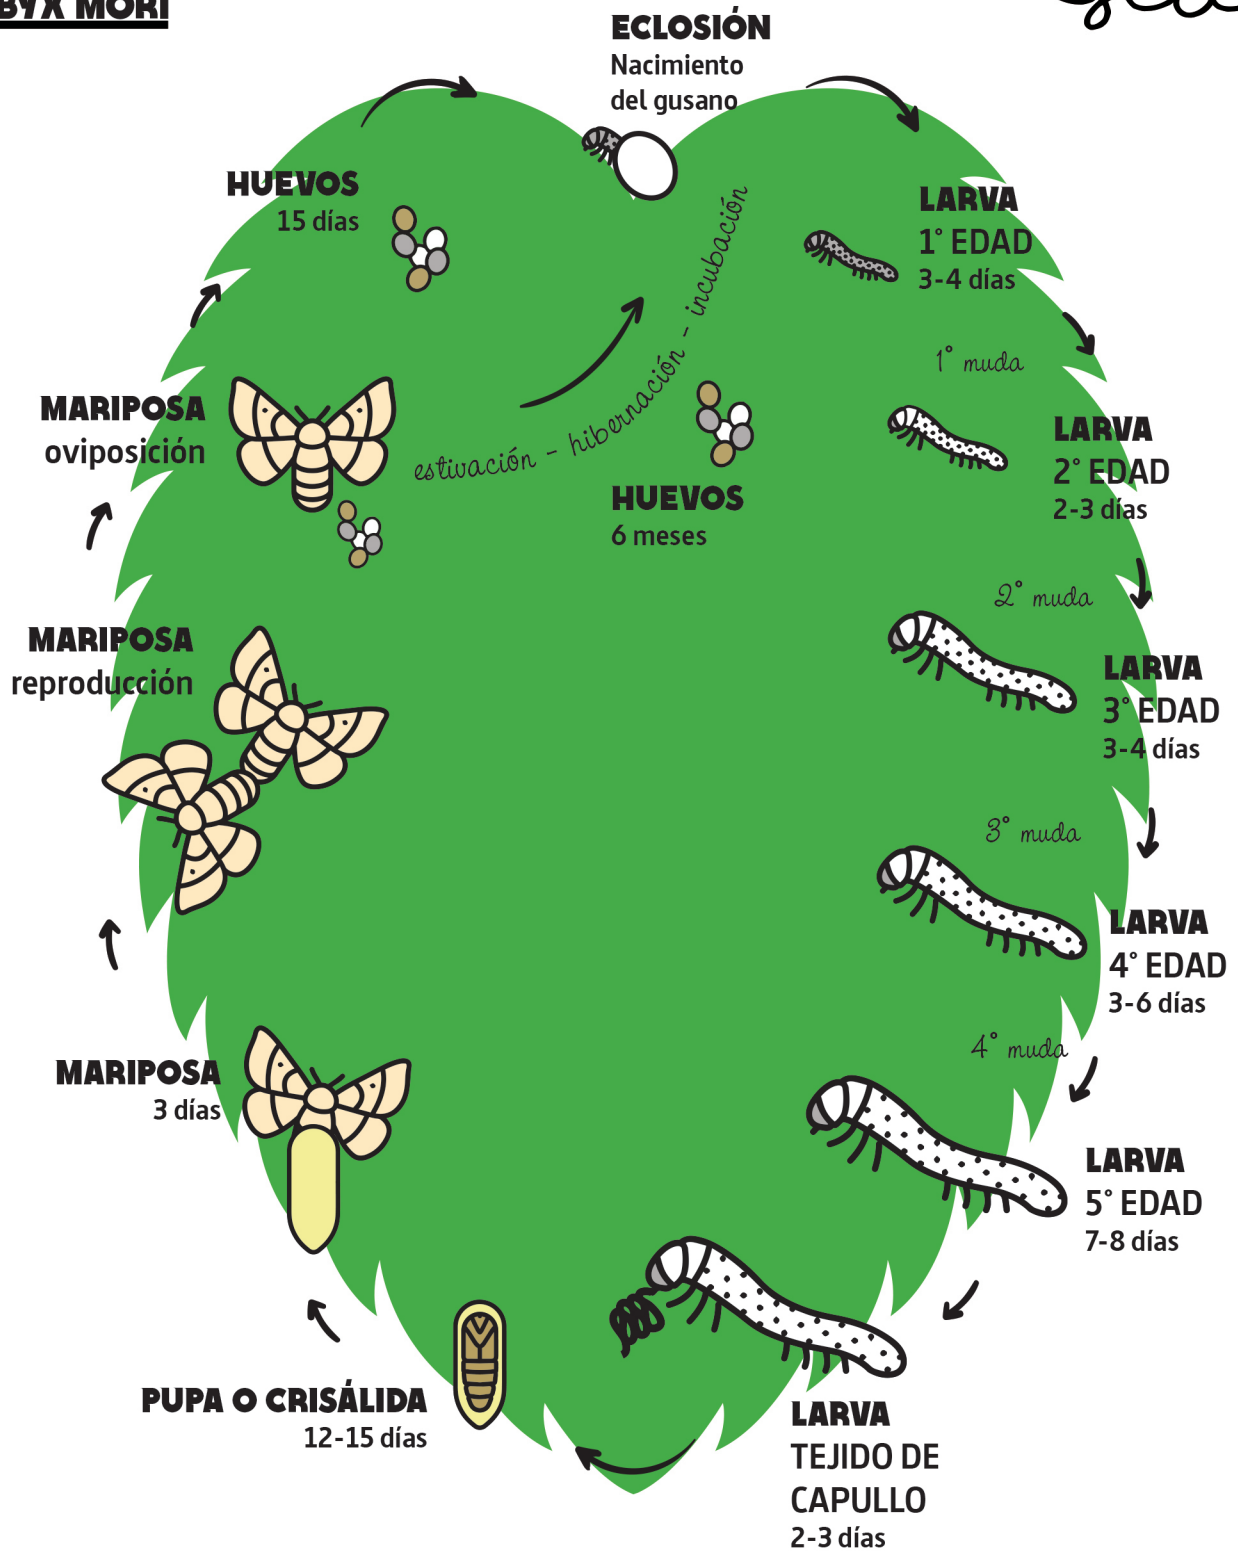 BYX MORI
ECLOSIÓN
Nacimiento
del gusano
HUEVOS
15 días
LARVA
1° EDAD
3-4 días
estivación - hibernación - incubación
1° muda
MARIPOSA
oviposición
LARVA
2° EDAD
2-3 días
HUEVOS
6 meses
2° muda
MARIPOSA
reproducción
LARVA
3° EDAD
3-4 días
3° muda
LARVA
4° EDAD
3-6 días
4° muda
MARIPOSA
3 días
LARVA
5° EDAD
7-8 días
PUPA O CRISÁLIDA
12-15 días
LARVA
TEJIDO DE
CAPULLO
2-3 días